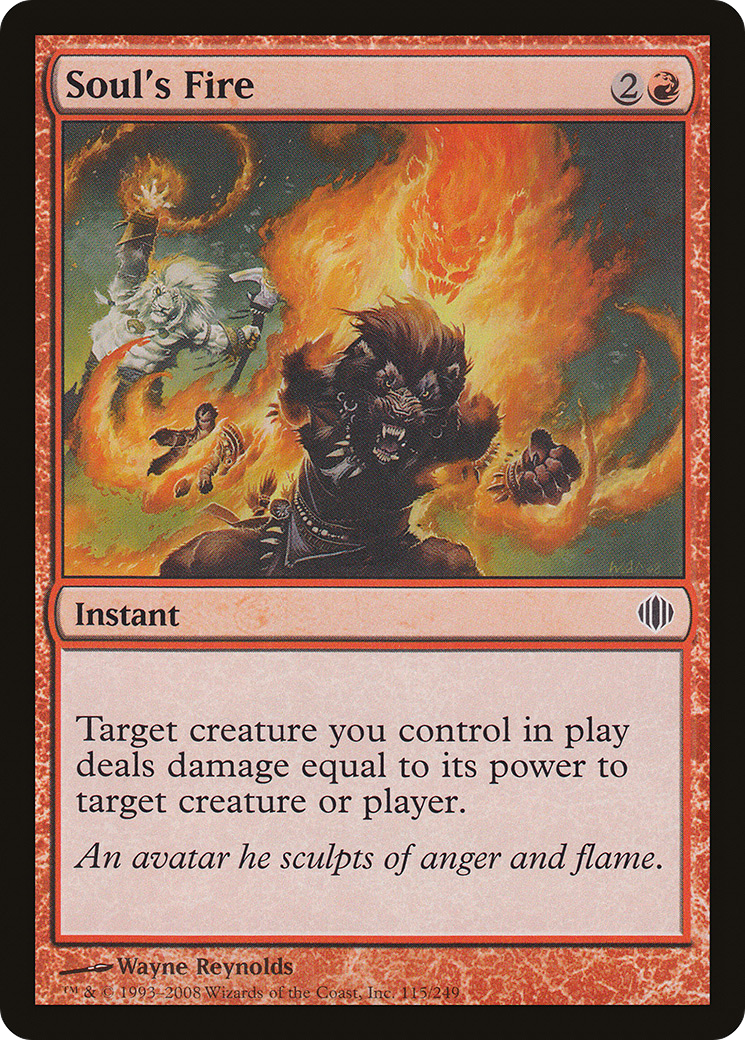 Soul's Fire
2
Instant
Target creature you control in play
deals damage equal to its power to
target creature or player.
An avatar he sculpts of anger and flame.
Wayne Reynolds
™ & © 1993–2008 Wizards of the Coast, Inc. 115/249